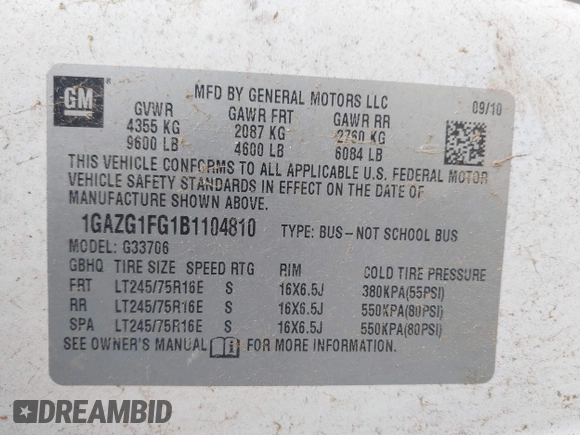 GM
MFD BY GENERAL MOTORS LLC 09/10
GVWR GAWR FRT GAWR RR
4355 KG 2087 KG 2760 KG
9600 LB 4600 LB 6084 LB
THIS VEHICLE CONFORMS TO ALL APPLICABLE U.S. FEDERAL MOTOR
VEHICLE SAFETY STANDARDS IN EFFECT ON THE DATE OF
MANUFACTURE SHOWN ABOVE.
1GAZG1FG1B1104810 TYPE: BUS-NOT SCHOOL BUS
MODEL: G33706
GBHQ TIRE SIZE SPEED RTG RIM COLD TIRE PRESSURE
FRT LT245/75R16E S 16X6.5J 380KPA(55PSI)
RR LT245/75R16E S 16X6.5J 550KPA(80PSI)
SPA LT245/75R16E S 16X6.5J 550KPA(80PSI)
SEE OWNER'S MANUAL FOR MORE INFORMATION.
DREAMBID